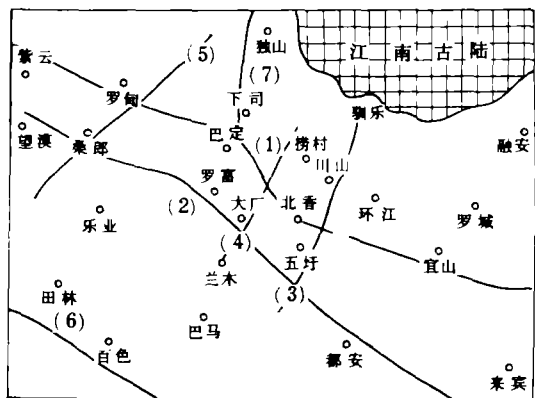 独山
江南古陆
紫云
(5)
(7)
罗甸
下司
驯乐
望漠
桑郎
巴定
(1)
捞村
融安
川山
罗富
(2)
大厂
北香
环江
罗城
乐业
(4)
兰木
五圩
宜山
(3)
田林
(6)
巴马
百色
都安
来宾